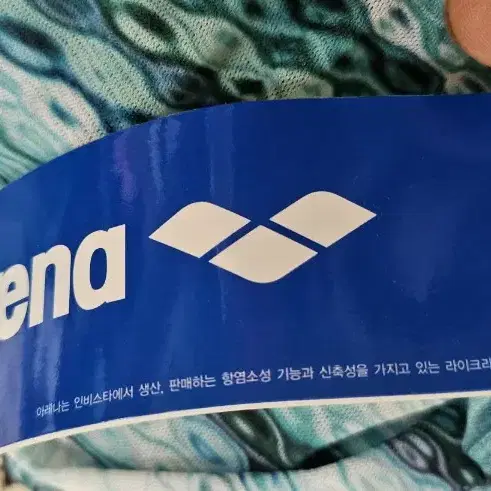 ena
아레나는 인비스타에서 생산, 판매하는 항염소성 기능과 신축성을 가지고 있는 라이크라